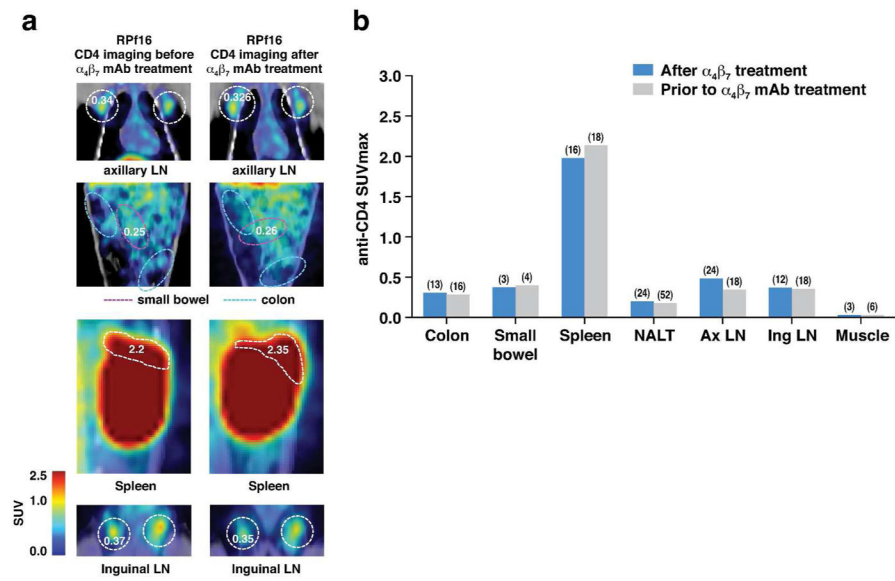 a
RPf16
CD4 imaging before
α4β7 mAb treatment
RPf16
CD4 imaging after
α4β7 mAb treatment
0.34
0.326
axillary LN
axillary LN
0.25
0.26
small bowel
colon
2.2
2.35
Spleen
Spleen
SUV
2.5
1.0
0.0
0.37
0.35
Inguinal LN
Inguinal LN
b
After α4β7 treatment
Prior to α4β7 mAb treatment
anti-CD4 SUVmax
3.0
2.5
2.0
1.5
1.0
0.5
0.0
(13) (16)
(3) (4)
(16) (18)
(24) (52)
(24) (18)
(12) (18)
(3) (6)
Colon
Small
bowel
Spleen
NALT
Ax LN
Ing LN
Muscle